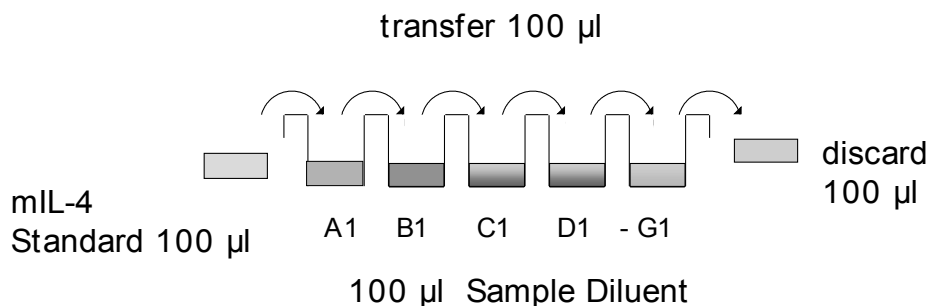 transfer 100 µl
mIL-4
Standard 100 µl
A1 B1 C1 D1 - G1
discard
100 µl
100 µl Sample Diluent